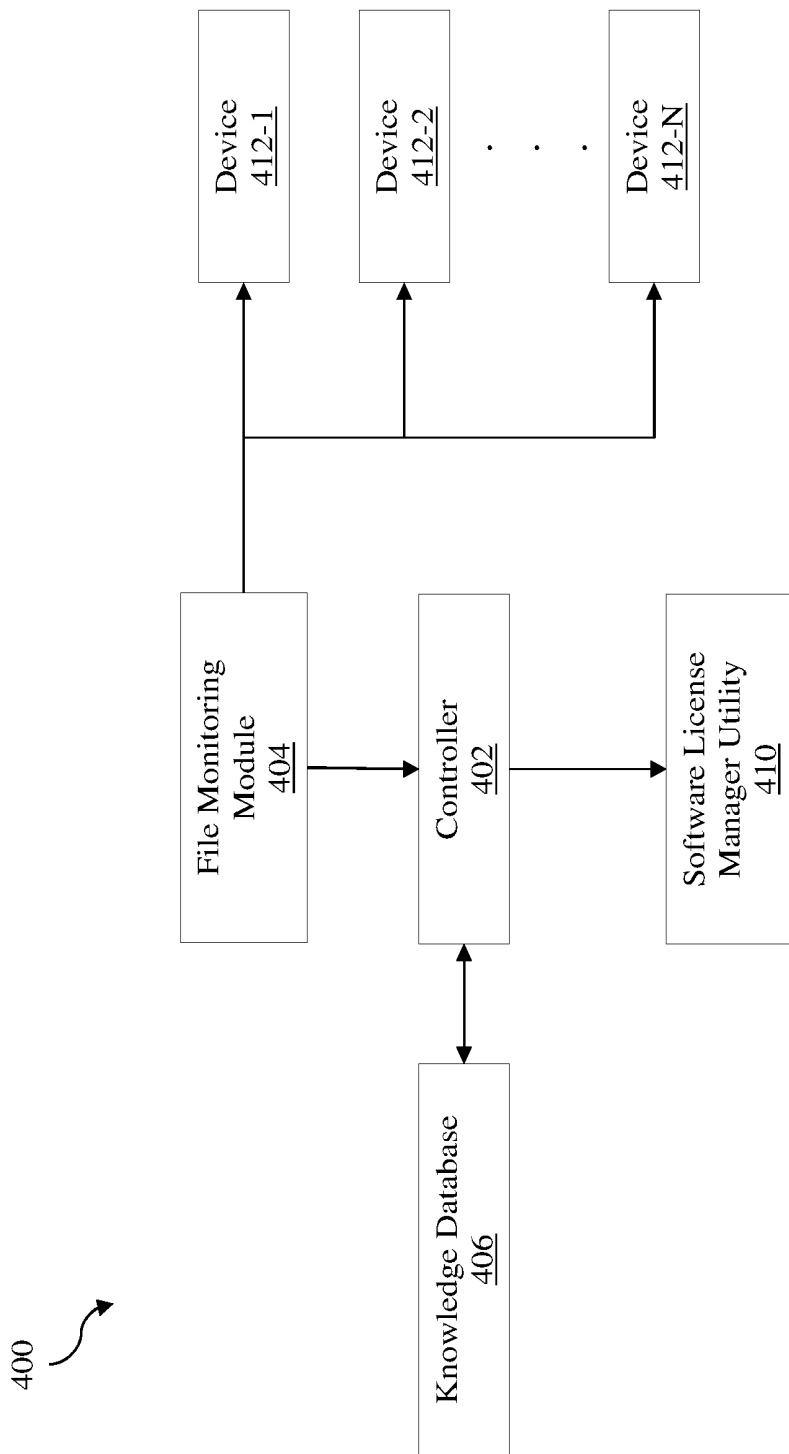 400
File Monitoring
Module
404
Device
412-1
Device
412-2
. . .
Device
412-N
Knowledge Database
406
Controller
402
Software License
Manager Utility
410